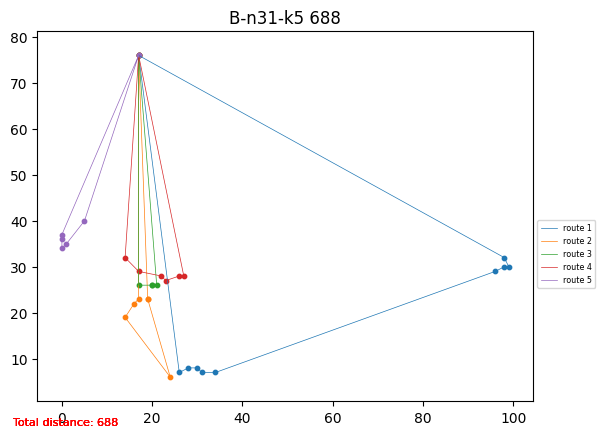 B-n31-k5 688
80
70
60
50
40
30
20
10
0 20 40 60 80 100
route 1
route 2
route 3
route 4
route 5
Total distance: 688